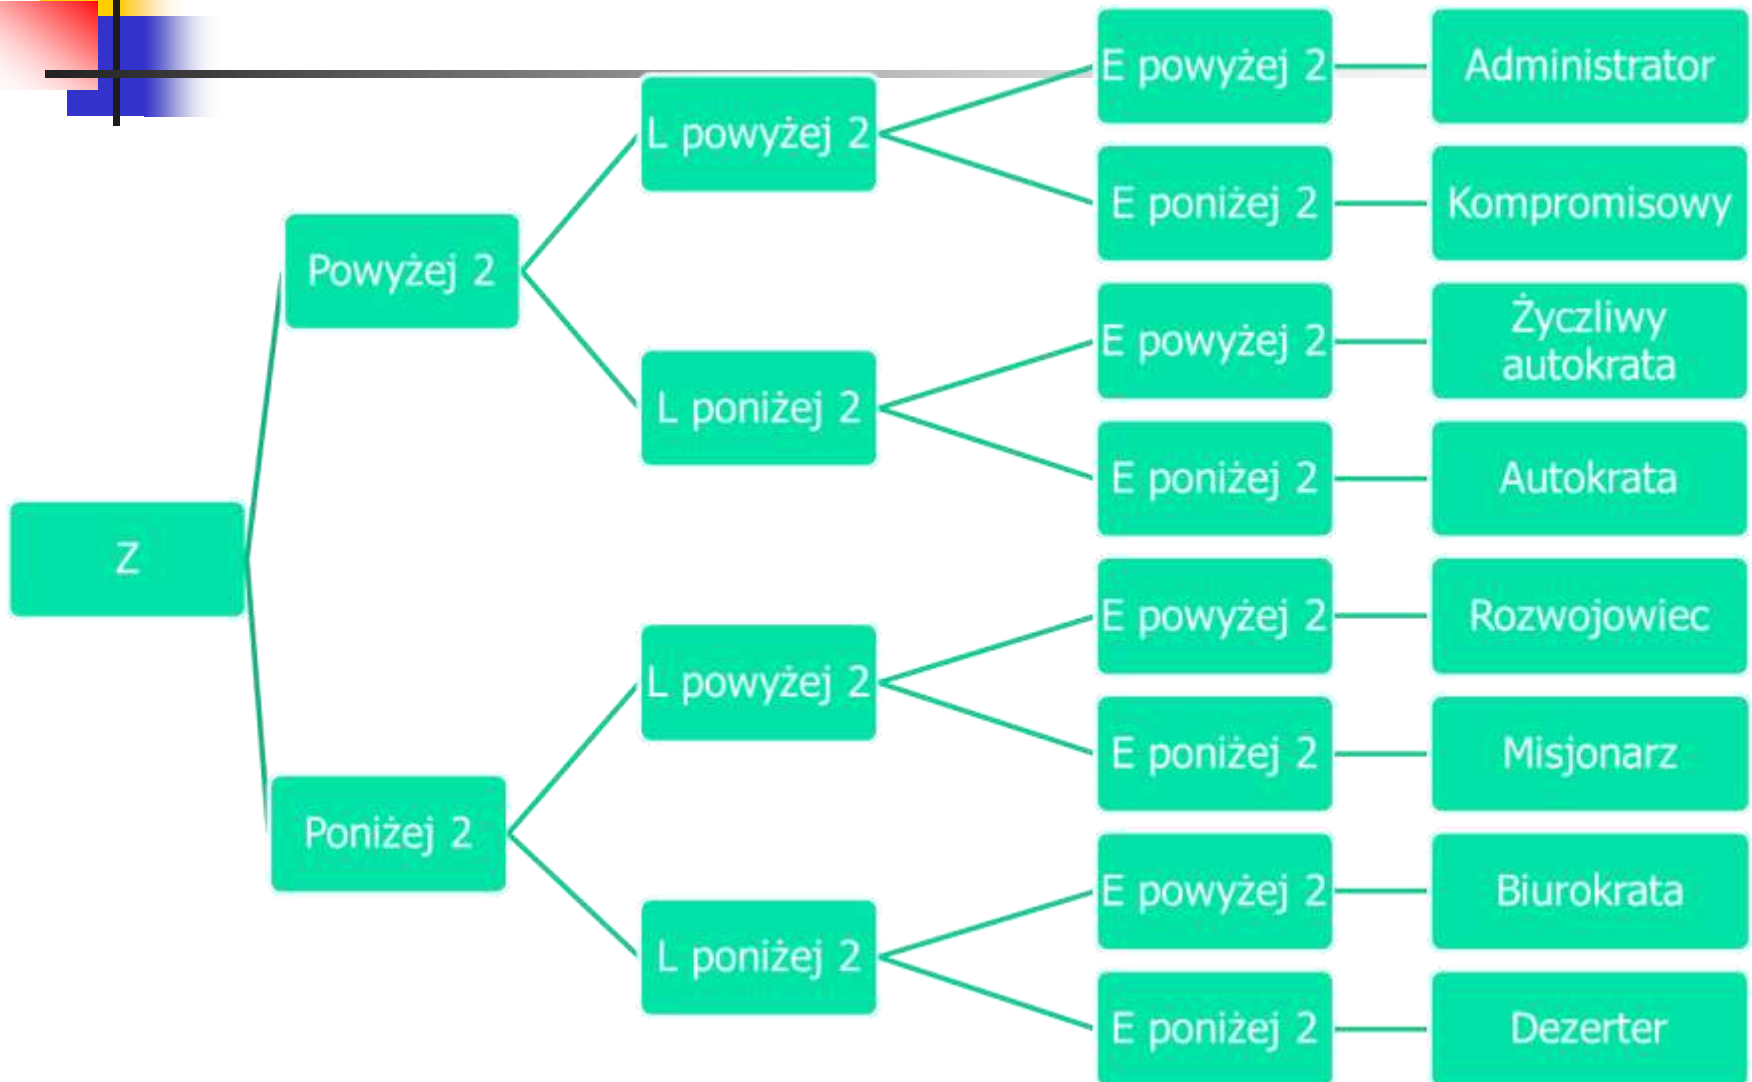 E powyżej 2
Administrator
L powyżej 2
E poniżej 2
Kompromisowy
Powyżej 2
E powyżej 2
Życzliwy
autokrata
L poniżej 2
E poniżej 2
Autokrata
Z
E powyżej 2
Rozwojowiec
L powyżej 2
E poniżej 2
Misjonarz
Poniżej 2
E powyżej 2
Biurokrata
L poniżej 2
E poniżej 2
Dezerter